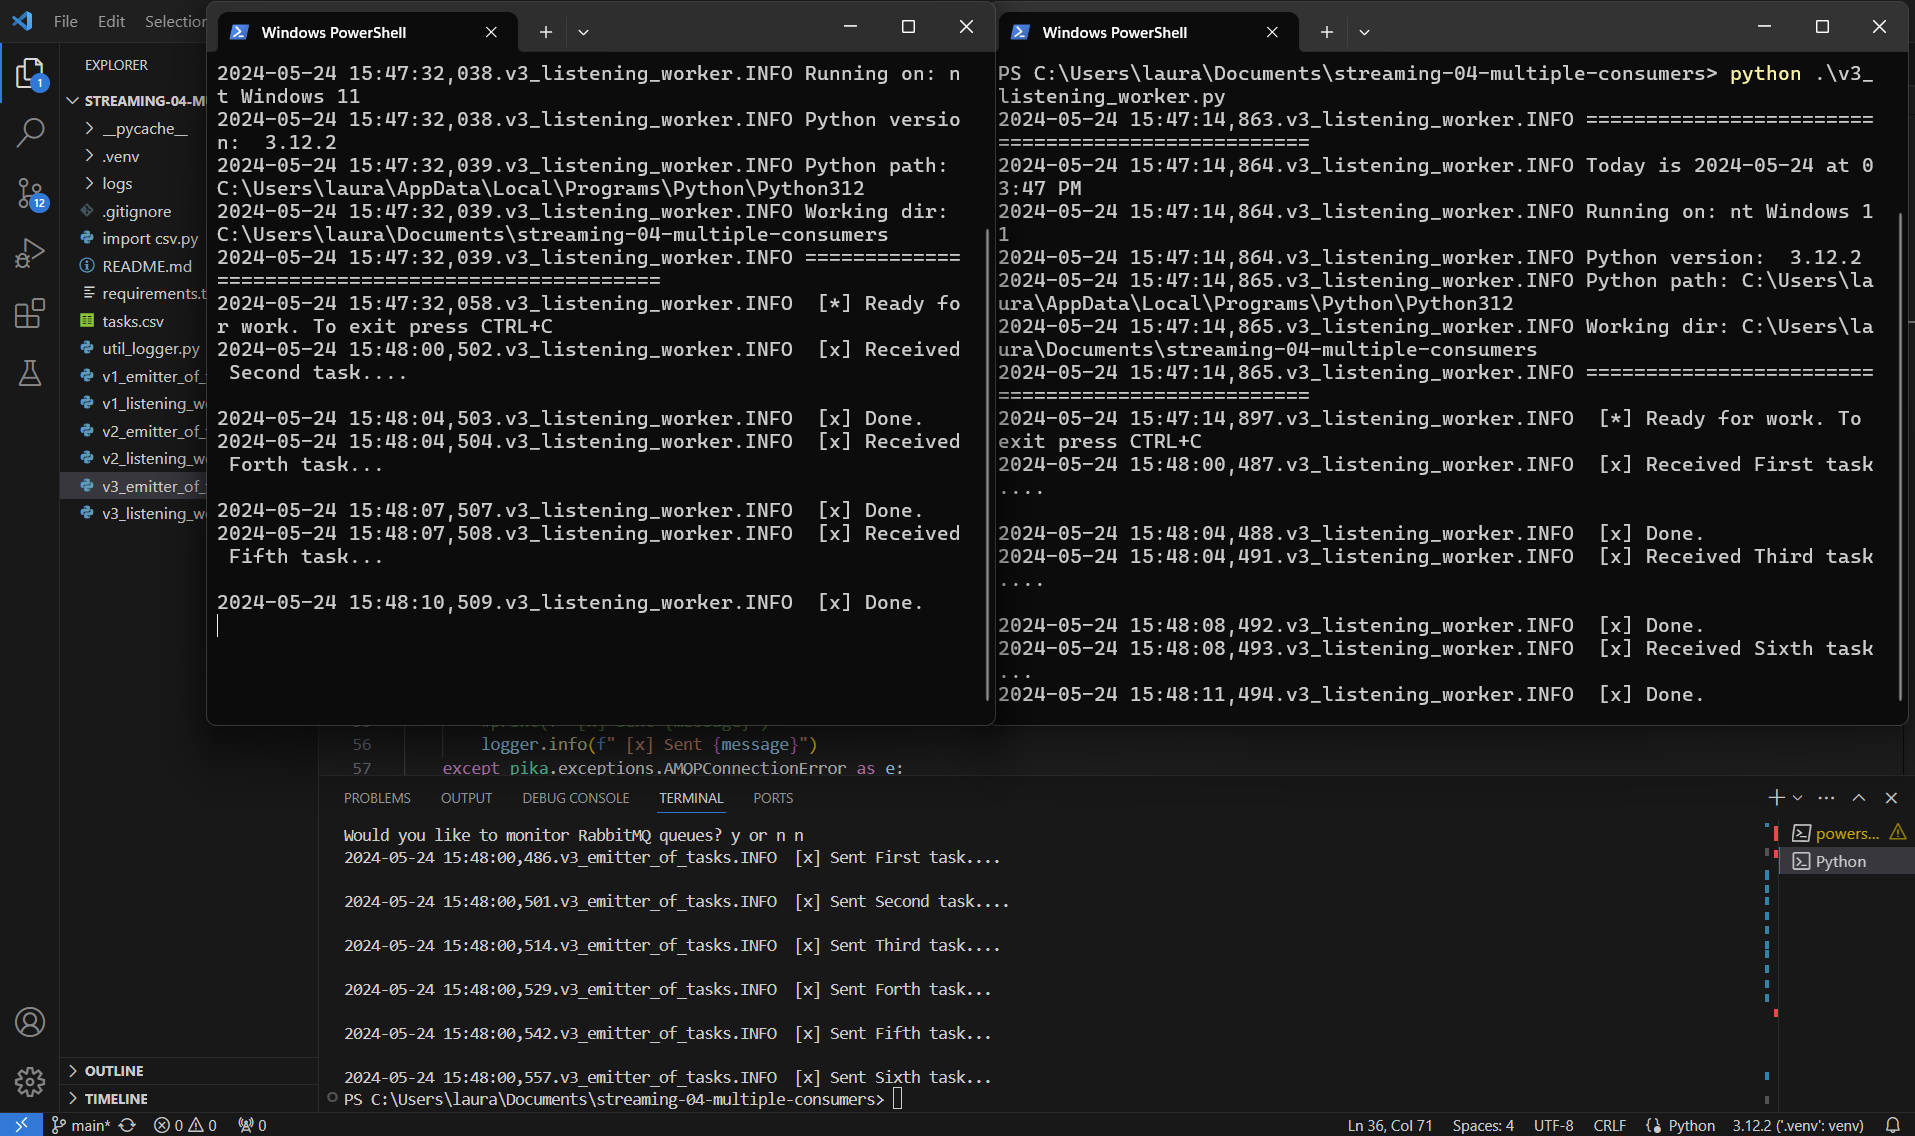 File Edit Selection
EXPLORER
STREAMING-04-M
__pycache__
.venv
logs
.gitignore
import csv.py
README.md
requirements.t
tasks.csv
util_logger.py
v1_emitter_of_
v1_listening_w
v2_emitter_of_
v2_listening_w
v3_emitter_of_
v3_listening_w
OUTLINE
TIMELINE
1
12
Windows PowerShell
2024-05-24 15:47:32,038.v3_listening_worker.INFO Running on: n
t Windows 11
2024-05-24 15:47:32,038.v3_listening_worker.INFO Python versio
n:  3.12.2
2024-05-24 15:47:32,039.v3_listening_worker.INFO Python path:
C:\Users\laura\AppData\Local\Programs\Python\Python312
2024-05-24 15:47:32,039.v3_listening_worker.INFO Working dir:
C:\Users\laura\Documents\streaming-04-multiple-consumers
2024-05-24 15:47:32,039.v3_listening_worker.INFO =============
=====================================
2024-05-24 15:47:32,058.v3_listening_worker.INFO  [*] Ready fo
r work. To exit press CTRL+C
2024-05-24 15:48:00,502.v3_listening_worker.INFO  [x] Received
Second task....
2024-05-24 15:48:04,503.v3_listening_worker.INFO  [x] Done.
2024-05-24 15:48:04,504.v3_listening_worker.INFO  [x] Received
Forth task...
2024-05-24 15:48:07,507.v3_listening_worker.INFO  [x] Done.
2024-05-24 15:48:07,508.v3_listening_worker.INFO  [x] Received
Fifth task...
2024-05-24 15:48:10,509.v3_listening_worker.INFO  [x] Done.
Windows PowerShell
PS C:\Users\laura\Documents\streaming-04-multiple-consumers> python .\v3_
listening_worker.py
2024-05-24 15:47:14,863.v3_listening_worker.INFO ========================
==========================
2024-05-24 15:47:14,864.v3_listening_worker.INFO Today is 2024-05-24 at 0
3:47 PM
2024-05-24 15:47:14,864.v3_listening_worker.INFO Running on: nt Windows 1
1
2024-05-24 15:47:14,864.v3_listening_worker.INFO Python version:  3.12.2
2024-05-24 15:47:14,865.v3_listening_worker.INFO Python path: C:\Users\la
ura\AppData\Local\Programs\Python\Python312
2024-05-24 15:47:14,865.v3_listening_worker.INFO Working dir: C:\Users\la
ura\Documents\streaming-04-multiple-consumers
2024-05-24 15:47:14,865.v3_listening_worker.INFO ========================
==========================
2024-05-24 15:47:14,897.v3_listening_worker.INFO  [*] Ready for work. To
exit press CTRL+C
2024-05-24 15:48:00,487.v3_listening_worker.INFO  [x] Received First task
....
2024-05-24 15:48:04,488.v3_listening_worker.INFO  [x] Done.
2024-05-24 15:48:04,491.v3_listening_worker.INFO  [x] Received Third task
....
2024-05-24 15:48:08,492.v3_listening_worker.INFO  [x] Done.
2024-05-24 15:48:08,493.v3_listening_worker.INFO  [x] Received Sixth task
...
2024-05-24 15:48:11,494.v3_listening_worker.INFO  [x] Done.
56 logger.info(f" [x] Sent {message}")
57 except pika.exceptions.AMQPConnectionError as e:
PROBLEMS OUTPUT DEBUG CONSOLE TERMINAL PORTS
Would you like to monitor RabbitMQ queues? y or n n
2024-05-24 15:48:00,486.v3_emitter_of_tasks.INFO  [x] Sent First task....
2024-05-24 15:48:00,501.v3_emitter_of_tasks.INFO  [x] Sent Second task....
2024-05-24 15:48:00,514.v3_emitter_of_tasks.INFO  [x] Sent Third task....
2024-05-24 15:48:00,529.v3_emitter_of_tasks.INFO  [x] Sent Forth task...
2024-05-24 15:48:00,542.v3_emitter_of_tasks.INFO  [x] Sent Fifth task...
2024-05-24 15:48:00,557.v3_emitter_of_tasks.INFO  [x] Sent Sixth task...
PS C:\Users\laura\Documents\streaming-04-multiple-consumers>
powers...
Python
main* 0 0 0 Ln 36, Col 71 Spaces: 4 UTF-8 CRLF Python 3.12.2 ('.venv': venv)